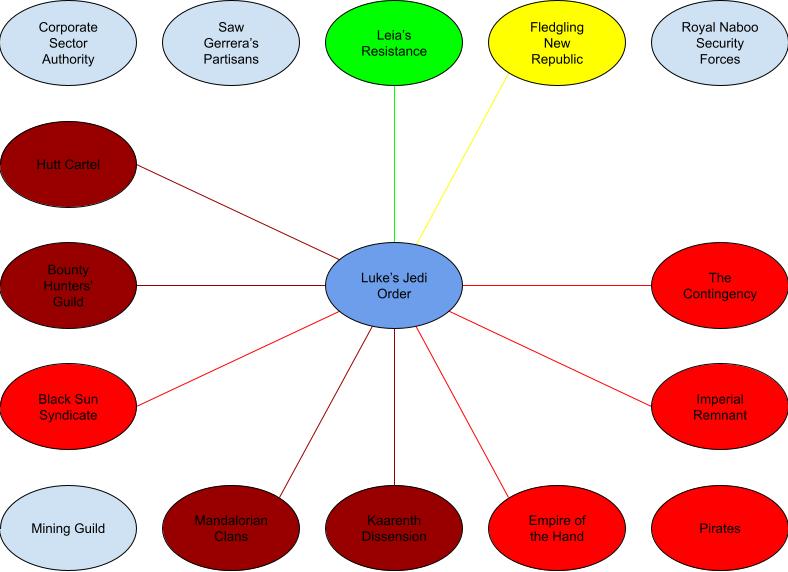 Corporate
Sector
Authority
Saw
Gerrera's
Partisans
Leia's
Resistance
Fledgling
New
Republic
Royal Naboo
Security
Forces
Hutt Cartel
Bounty
Hunters'
Guild
Luke's Jedi
Order
The
Contingency
Black Sun
Syndicate
Imperial
Remnant
Mining Guild
Mandalorian
Clans
Kaarenth
Dissension
Empire of
the Hand
Pirates